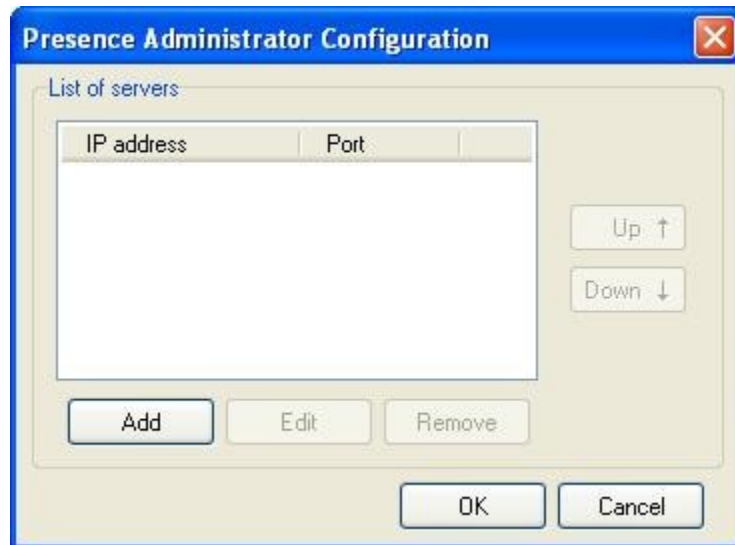 Presence Administrator Configuration
List of servers
IP address Port
Up ↑
Down ↓
Add Edit Remove
OK Cancel